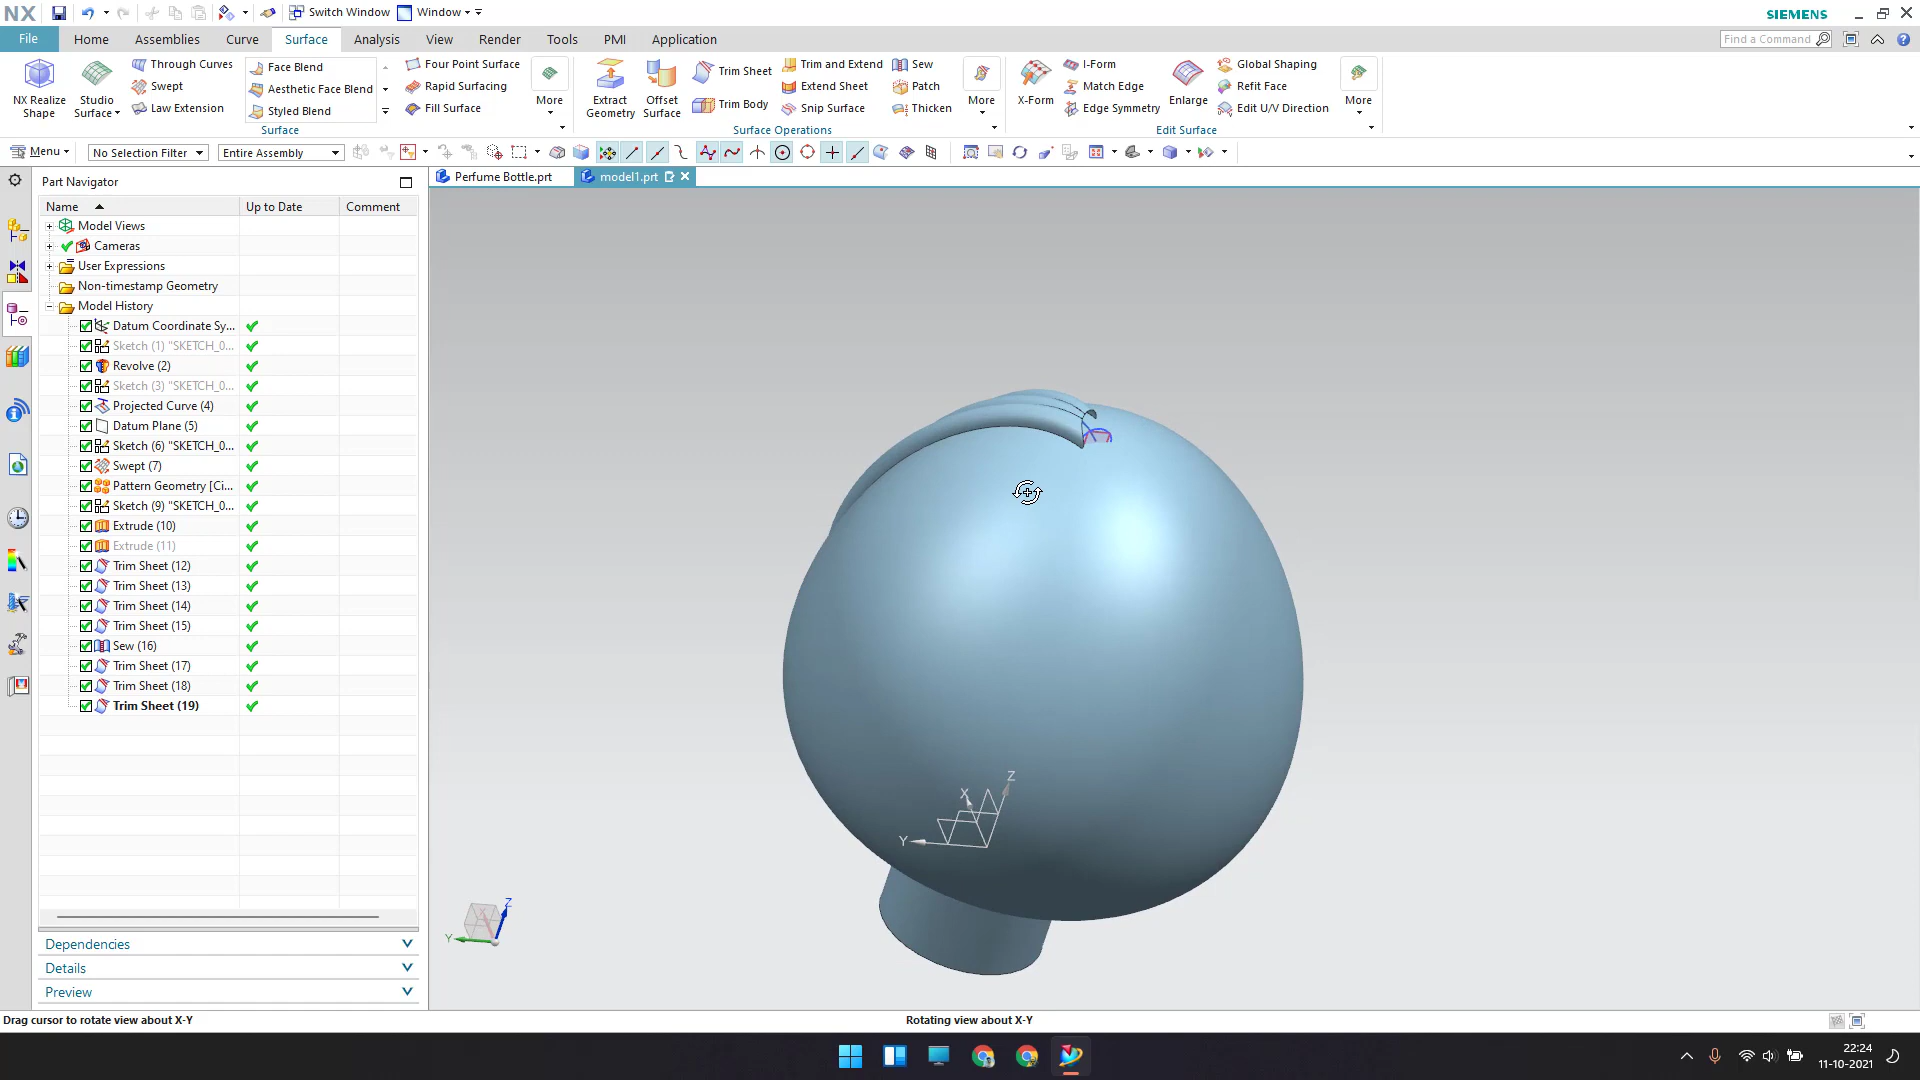 NX Switch Window Window SIEMENS
File Home Assemblies Curve Surface Analysis View Render Tools PMI Application Find a Command
NX Realize Shape
Studio Surface
Through Curves
Swept
Law Extension
Face Blend
Aesthetic Face Blend
Styled Blend
Four Point Surface
Rapid Surfacing
Fill Surface
More
Surface
Extract Geometry
Offset Surface
Trim Sheet
Trim Body
Trim and Extend
Extend Sheet
Snip Surface
Sew
Patch
Thicken
More
Surface Operations
X-Form
I-Form
Match Edge
Edge Symmetry
Enlarge
Global Shaping
Refit Face
Edit U/V Direction
More
Edit Surface
Menu No Selection Filter Entire Assembly
Part Navigator
Perfume Bottle.prt model1.prt
Name Up to Date Comment
Model Views
Cameras
User Expressions
Non-timestamp Geometry
Model History
Datum Coordinate Sy...
Sketch (1) "SKETCH_0...
Revolve (2)
Sketch (3) "SKETCH_0...
Projected Curve (4)
Datum Plane (5)
Sketch (6) "SKETCH_0...
Swept (7)
Pattern Geometry [Ci...
Sketch (9) "SKETCH_0...
Extrude (10)
Extrude (11)
Trim Sheet (12)
Trim Sheet (13)
Trim Sheet (14)
Trim Sheet (15)
Sew (16)
Trim Sheet (17)
Trim Sheet (18)
Trim Sheet (19)
Z
X
Y
Z
Y
Dependencies
Details
Preview
Drag cursor to rotate view about X-Y Rotating view about X-Y
22:24
11-10-2021